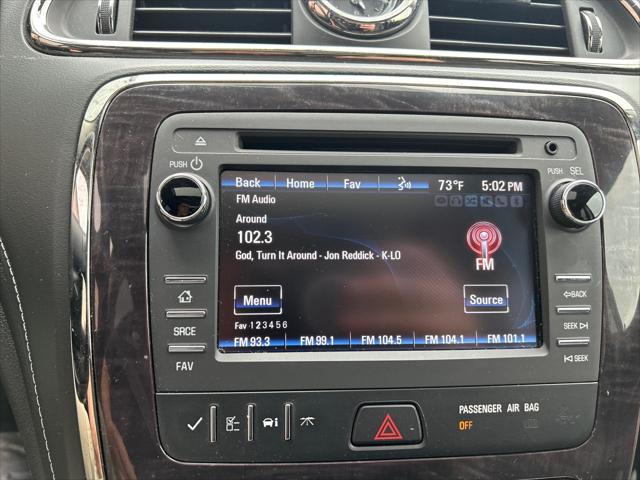 PUSH
PUSH SEL
Back Home Fav 73°F 5:02 PM
FM Audio
Around
102.3
God, Turn It Around - Jon Reddick - K-LO
FM
Menu
Source
Fav 1 2 3 4 5 6
FM 93.3 FM 99.1 FM 104.5 FM 104.1 FM 101.1
SRCE
FAV
BACK
SEEK
SEEK
PASSENGER AIR BAG
OFF